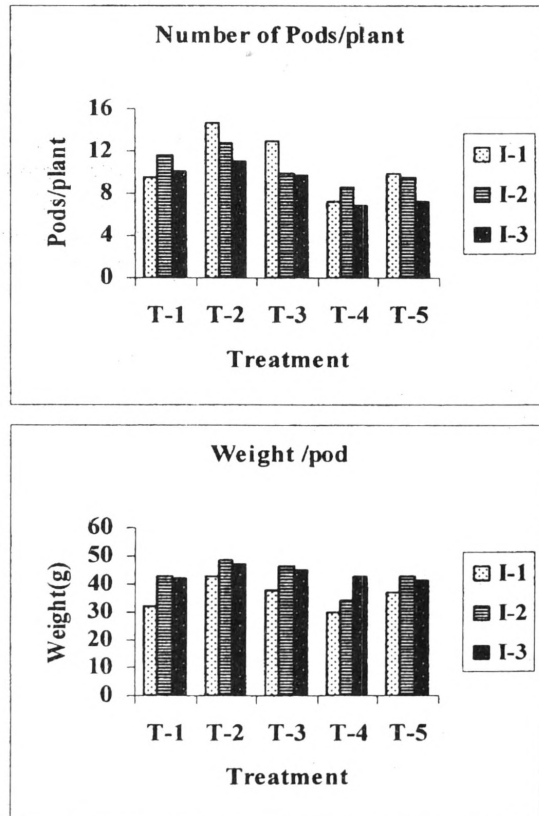 Number of Pods/plant
Pods/plant
16
12
8
4
0
T-1 T-2 T-3 T-4 T-5
Treatment
I-1
I-2
I-3
Weight /pod
Weight(g)
60
50
40
30
20
10
0
T-1 T-2 T-3 T-4 T-5
Treatment
I-1
I-2
I-3